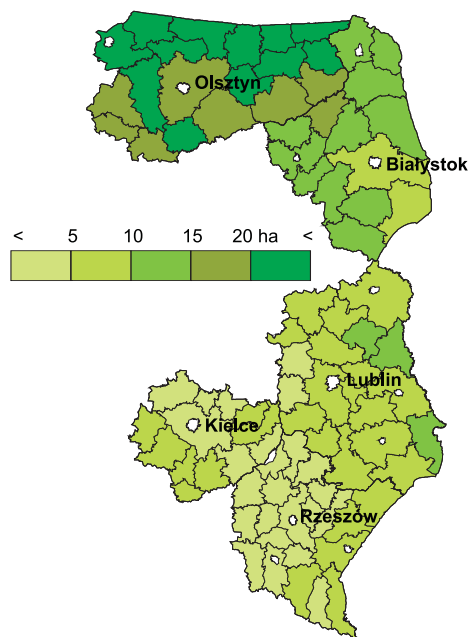 Olsztyn
Białystok
< 5 10 15 20 ha <
Lublin
Kielce
Rzeszów